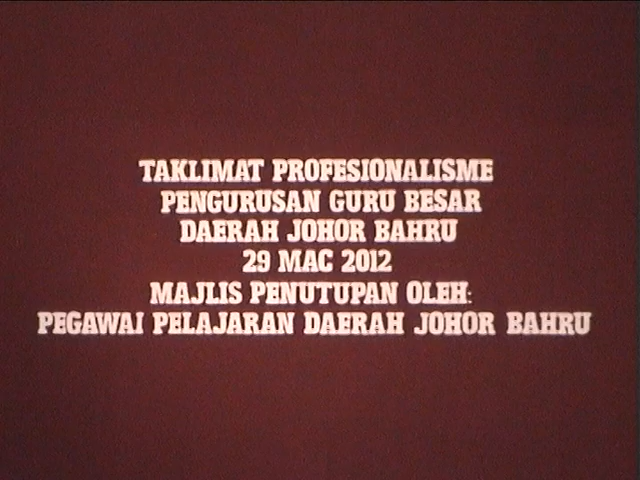 TAKLIMAT PROFESIONALISME
PENGURUSAN GURU BESAR
DAERAH JOHOR BAHRU
29 MAC 2012
MAJLIS PENUTUPAN OLEH:
PEGAWAI PELAJARAN DAERAH JOHOR BAHRU